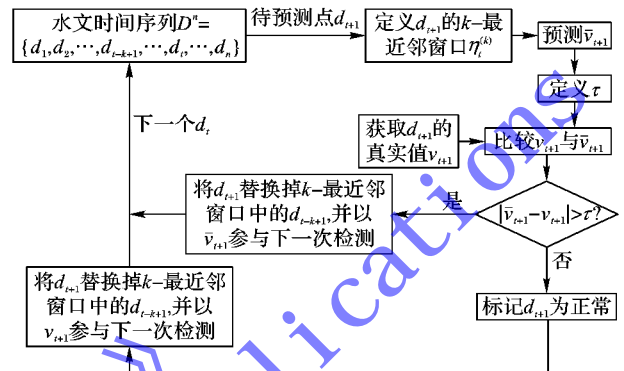 水文时间序列Dⁿ=
{d₁,d₂,⋯,dₜ₋ₖ₊₁,⋯,dₜ,⋯,dₙ}
待预测点dₜ₊₁
定义dₜ₊₁的k-最
近邻窗口ηₜ⁽ᵏ⁾
预测v̄ₜ₊₁
定义τ
获取dₜ₊₁的
真实值vₜ₊₁
比较vₜ₊₁与v̄ₜ₊₁
下一个dₜ
将dₜ₊₁替换掉k-最近邻
窗口中的dₜ₋ₖ₊₁,并以
v̄ₜ₊₁参与下一次检测
是
|v̄ₜ₊₁-vₜ₊₁|>τ?
否
将dₜ₊₁替换掉k-最近邻
窗口中的dₜ₋ₖ₊₁,并以
vₜ₊₁参与下一次检测
标记dₜ₊₁为正常
》
lications